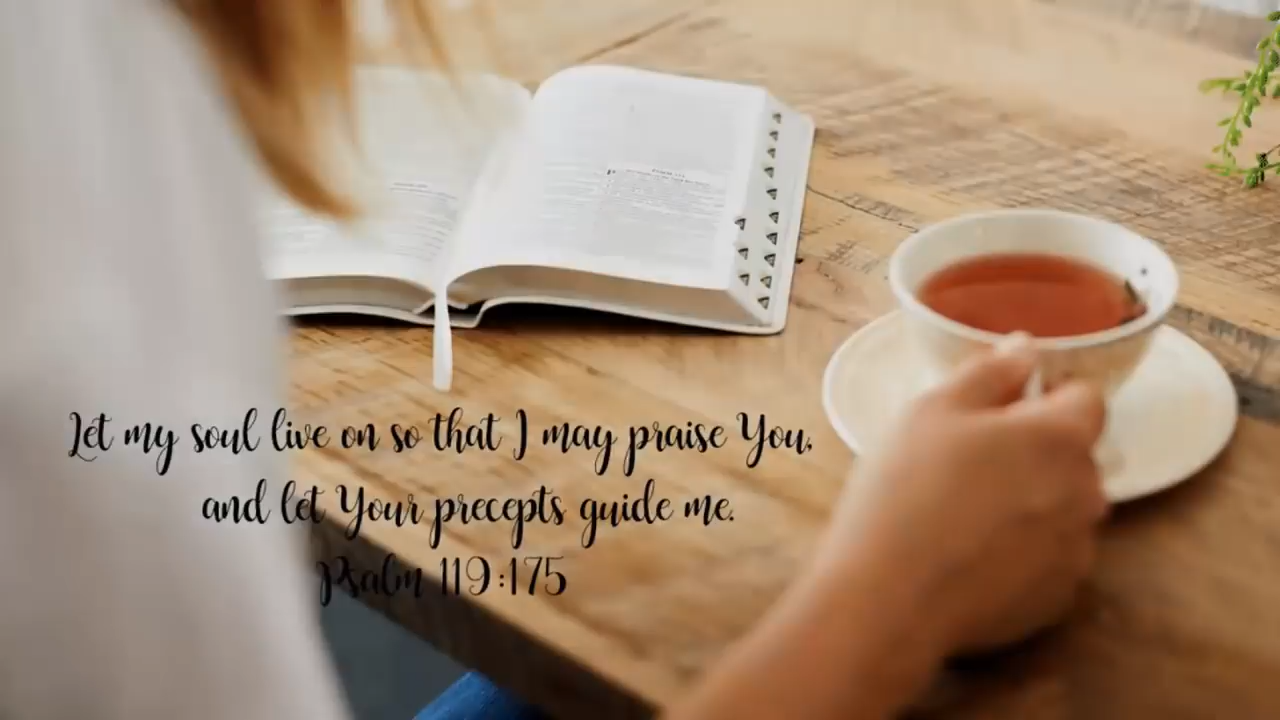 Let my soul live on so that I may praise You,
and let Your precepts guide me.
Psalm 119:175